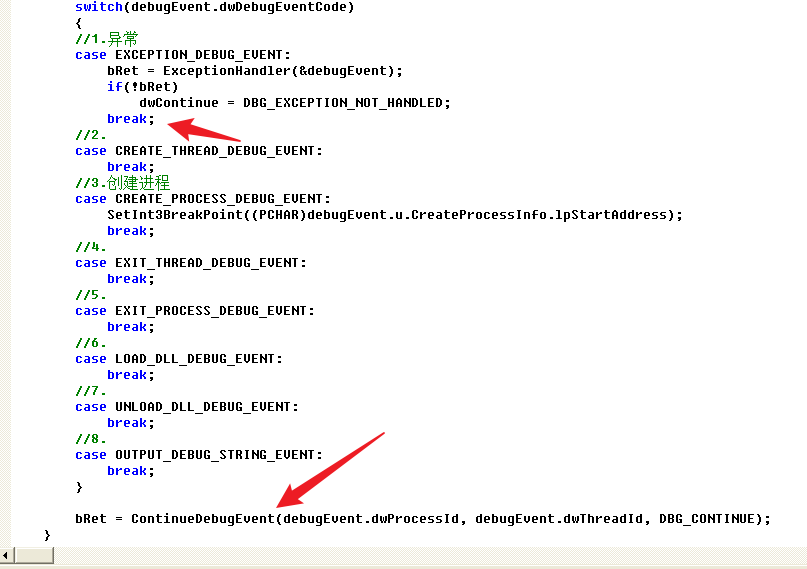 switch(debugEvent.dwDebugEventCode)
{
//1.异常
case EXCEPTION_DEBUG_EVENT:
bRet = ExceptionHandler(&debugEvent);
if(!bRet)
dwContinue = DBG_EXCEPTION_NOT_HANDLED;
break;
//2.
case CREATE_THREAD_DEBUG_EVENT:
break;
//3.创建进程
case CREATE_PROCESS_DEBUG_EVENT:
SetInt3BreakPoint((PCHAR)debugEvent.u.CreateProcessInfo.lpStartAddress);
break;
//4.
case EXIT_THREAD_DEBUG_EVENT:
break;
//5.
case EXIT_PROCESS_DEBUG_EVENT:
break;
//6.
case LOAD_DLL_DEBUG_EVENT:
break;
//7.
case UNLOAD_DLL_DEBUG_EVENT:
break;
//8.
case OUTPUT_DEBUG_STRING_EVENT:
break;
}
bRet = ContinueDebugEvent(debugEvent.dwProcessId, debugEvent.dwThreadId, DBG_CONTINUE);
}